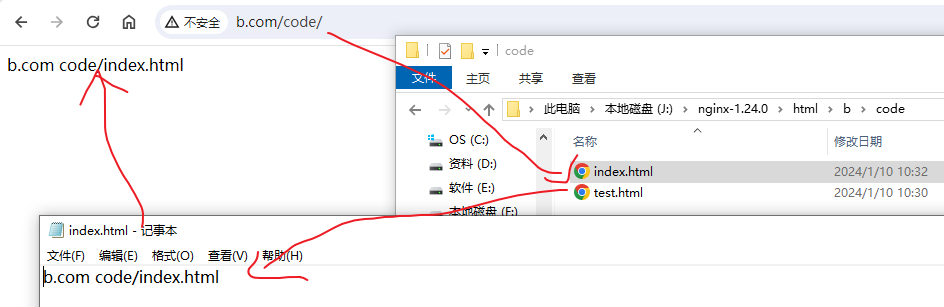 不安全 b.com/code/
b.com code/index.html
code
文件 主页 共享 查看
此电脑 本地磁盘 (J:) nginx-1.24.0 html b code
名称 修改日期
OS (C:)
资料 (D:)
软件 (E:)
本地磁盘 (F:)
index.html 2024/1/10 10:32
test.html 2024/1/10 10:30
index.html - 记事本
文件(F) 编辑(E) 格式(O) 查看(V) 帮助(H)
b.com code/index.html